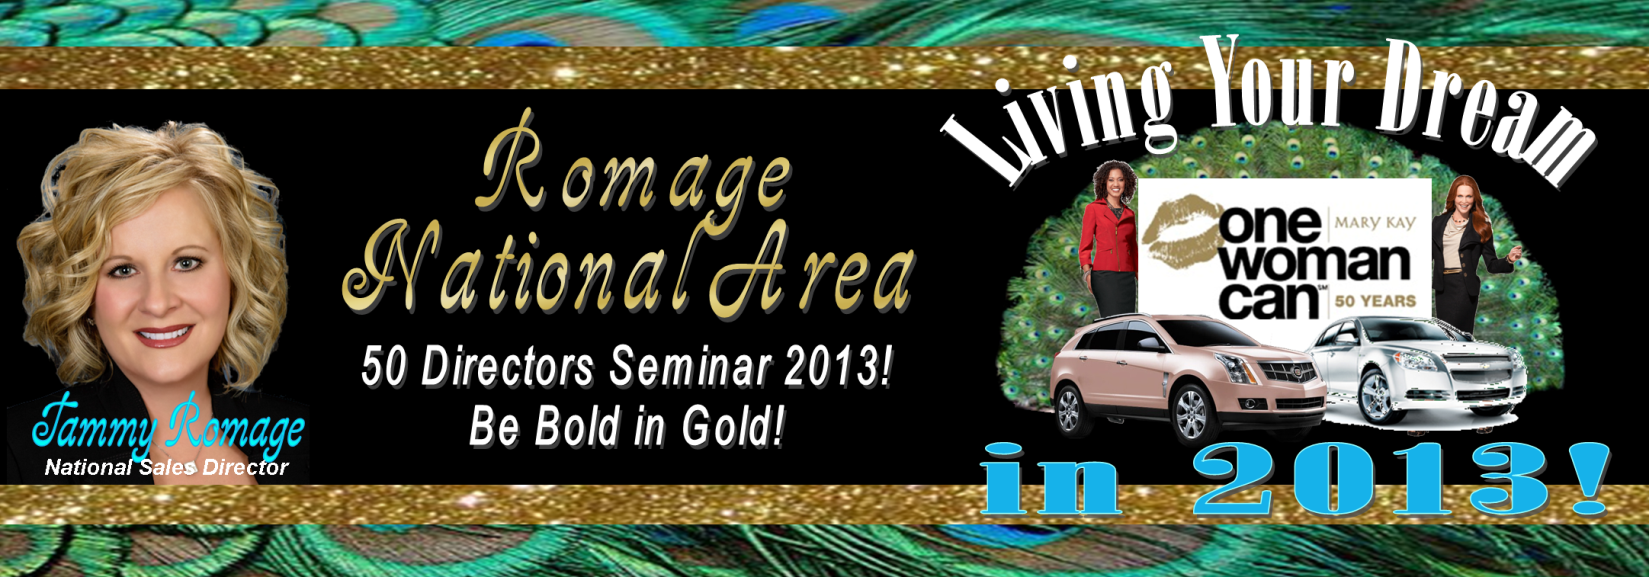 Tammy Romage
National Sales Director
Romage
National Area
50 Directors Seminar 2013!
Be Bold in Gold!
Living Your Dream
one
woman
can℠
MARY KAY
50 YEARS
in 2013!